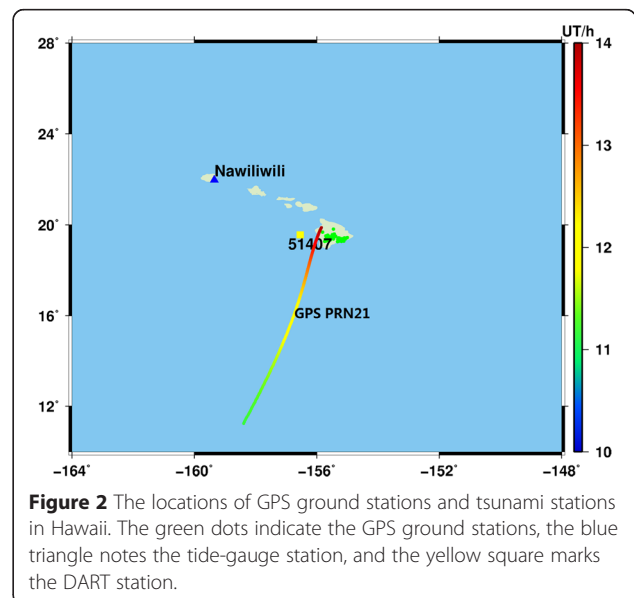 UT/h
28°
24°
20°
16°
12°
14
13
12
11
10
Nawiliwili
51407
GPS PRN21
−164° −160° −156° −152° −148°
Figure 2 The locations of GPS ground stations and tsunami stations
in Hawaii. The green dots indicate the GPS ground stations, the blue
triangle notes the tide-gauge station, and the yellow square marks
the DART station.